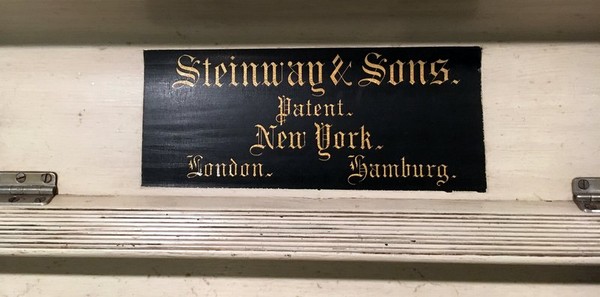 Steinway & Sons.
Patent.
New York.
London. Hamburg.